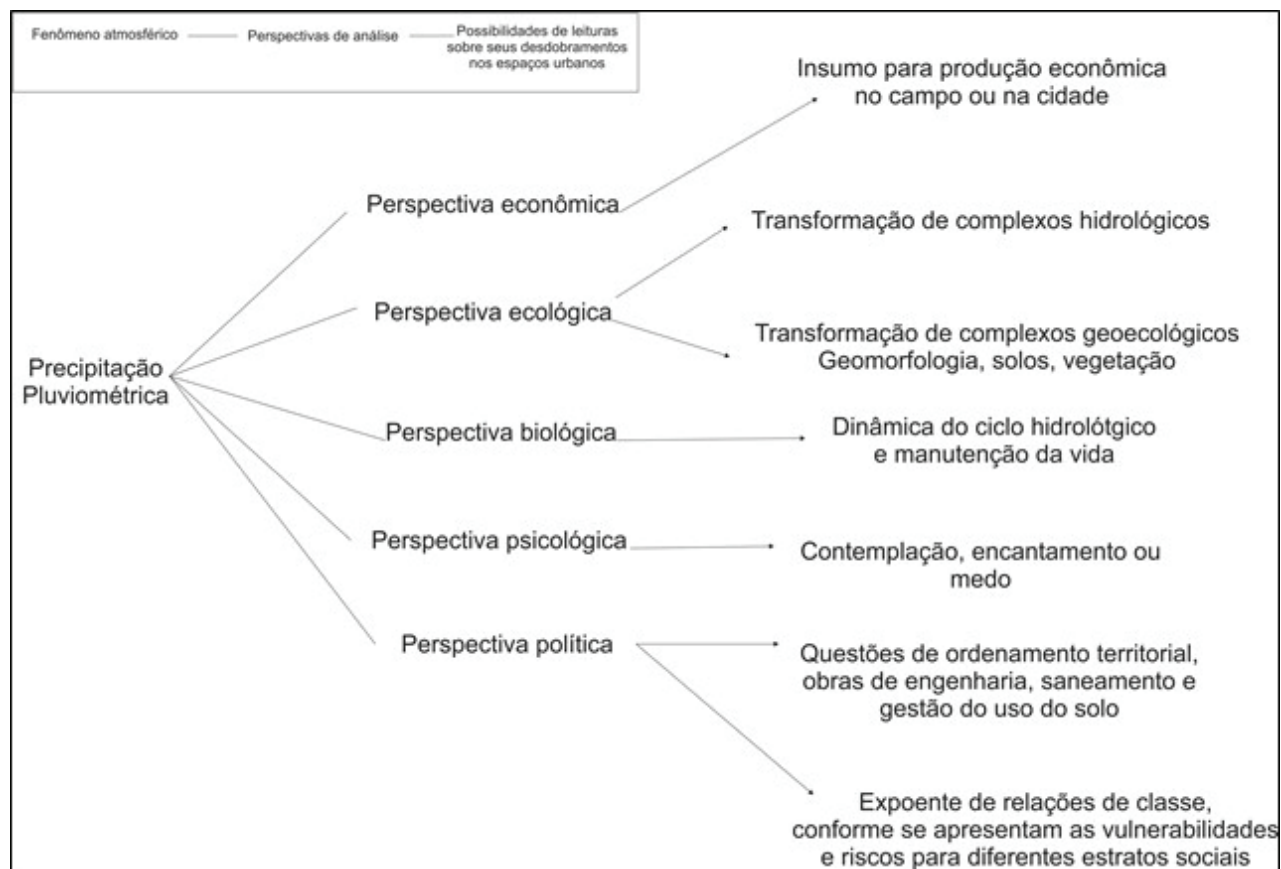 Fenômeno atmosférico
Perspectivas de análise
Possibilidades de leituras
sobre seus desdobramentos
nos espaços urbanos
Precipitação
Pluviométrica
Perspectiva econômica
Insumo para produção econômica
no campo ou na cidade
Perspectiva ecológica
Transformação de complexos hidrológicos
Transformação de complexos geoecológicos
Geomorfologia, solos, vegetação
Perspectiva biológica
Dinâmica do ciclo hidrolótgico
e manutenção da vida
Perspectiva psicológica
Contemplação, encantamento ou
medo
Perspectiva política
Questões de ordenamento territorial,
obras de engenharia, saneamento e
gestão do uso do solo
Expoente de relações de classe,
conforme se apresentam as vulnerabilidades
e riscos para diferentes estratos sociais